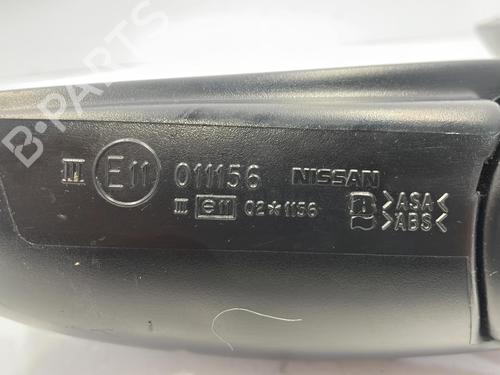 B-PARTS
III E11 011156 NISSAN
III e11 02*1156 >ASA<
>ABS<